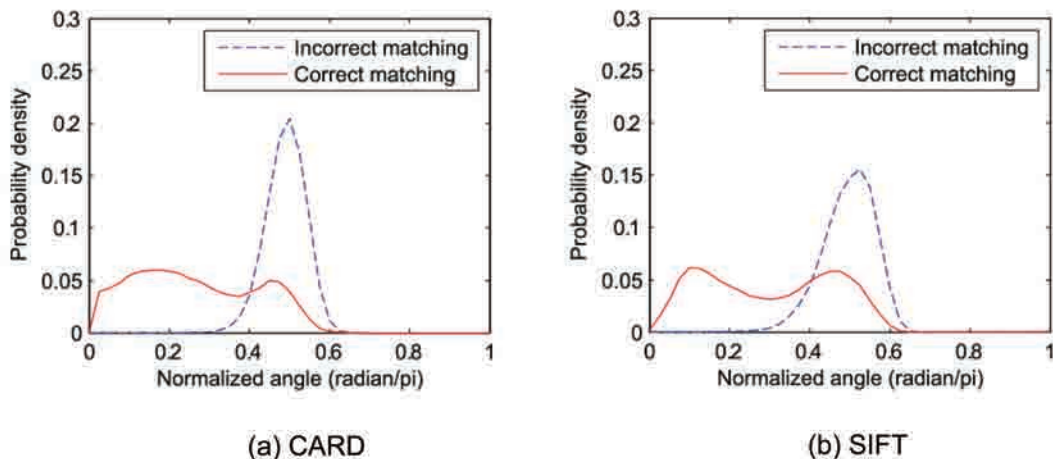 0.3
0.25
0.2
0.15
0.1
0.05
0
Probability density
Incorrect matching
Correct matching
0 0.2 0.4 0.6 0.8 1
Normalized angle (radian/pi)
(a) CARD
0.3
0.25
0.2
0.15
0.1
0.05
0
Probability density
Incorrect matching
Correct matching
0 0.2 0.4 0.6 0.8 1
Normalized angle (radian/pi)
(b) SIFT